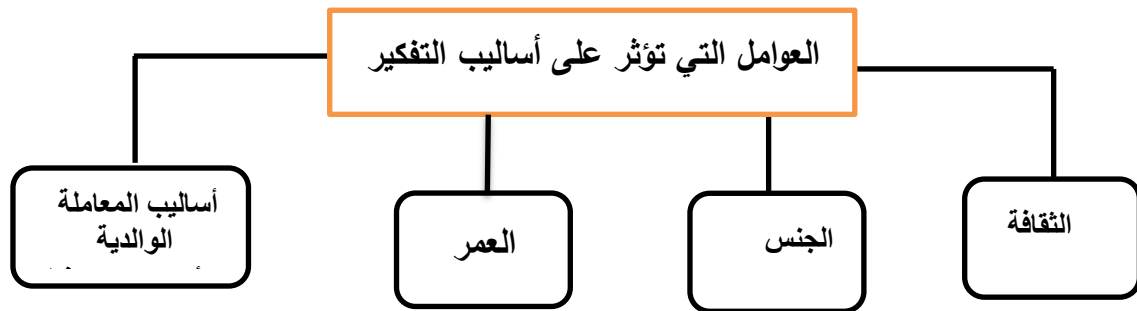 العوامل التي تؤثر على أساليب التفكير
الثقافة
الجنس
العمر
أساليب المعاملة
الوالدية